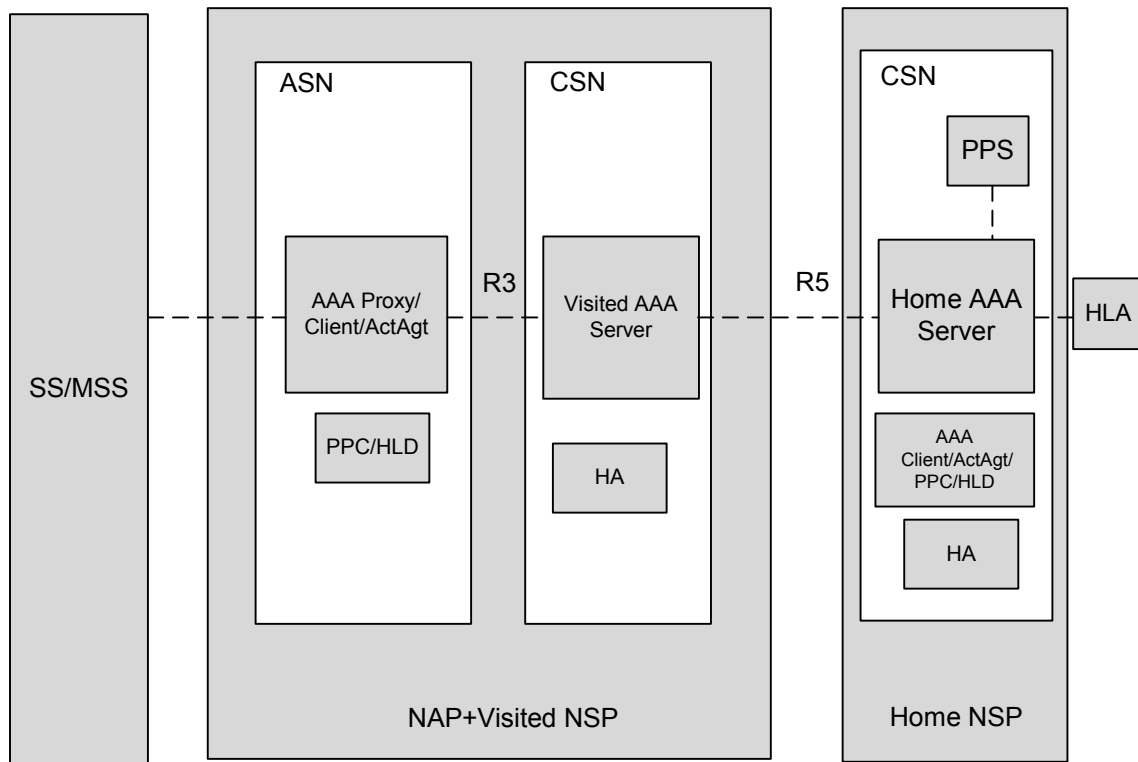 SS/MSS
ASN
AAA Proxy/
Client/ActAgt
PPC/HLD
R3
CSN
Visited AAA
Server
HA
NAP+Visited NSP
R5
CSN
PPS
Home AAA
Server
AAA
Client/ActAgt/
PPC/HLD
HA
Home NSP
HLA